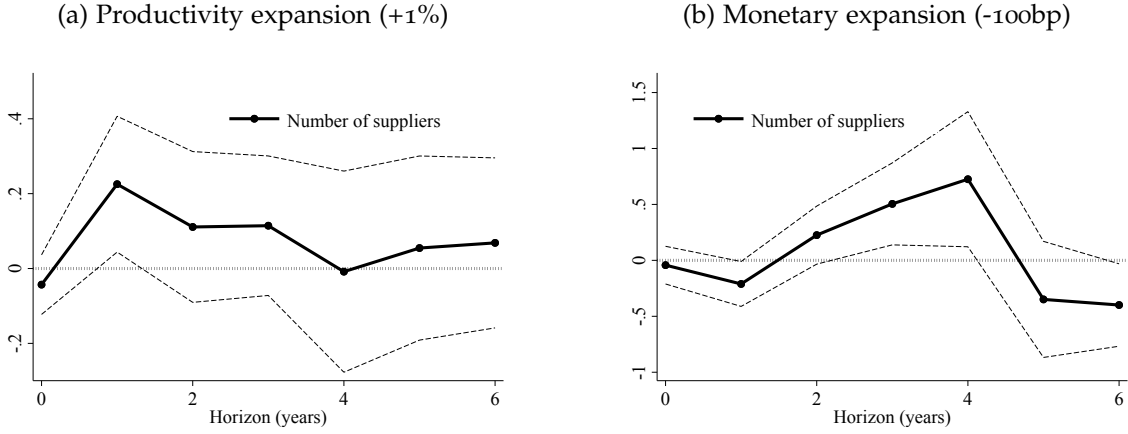 (a) Productivity expansion (+1%)
.4
.2
0
-.2
Number of suppliers
0 2 4 6
Horizon (years)
(b) Monetary expansion (-100bp)
1.5
1
.5
0
-.5
-1
Number of suppliers
0 2 4 6
Horizon (years)